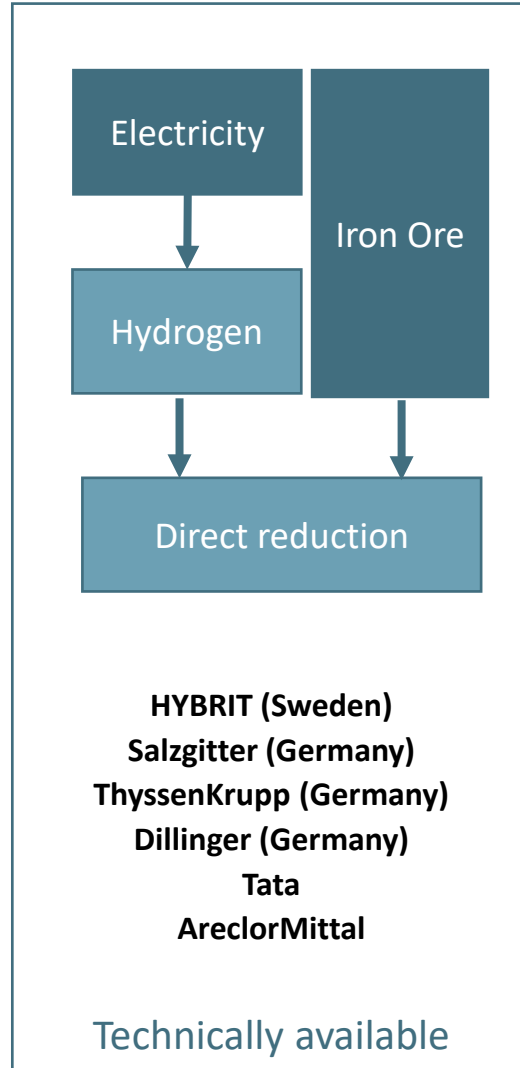 Electricity
Iron Ore
Hydrogen
Direct reduction
HYBRIT (Sweden)
Salzgitter (Germany)
ThyssenKrupp (Germany)
Dillinger (Germany)
Tata
AreclorMittal
Technically available